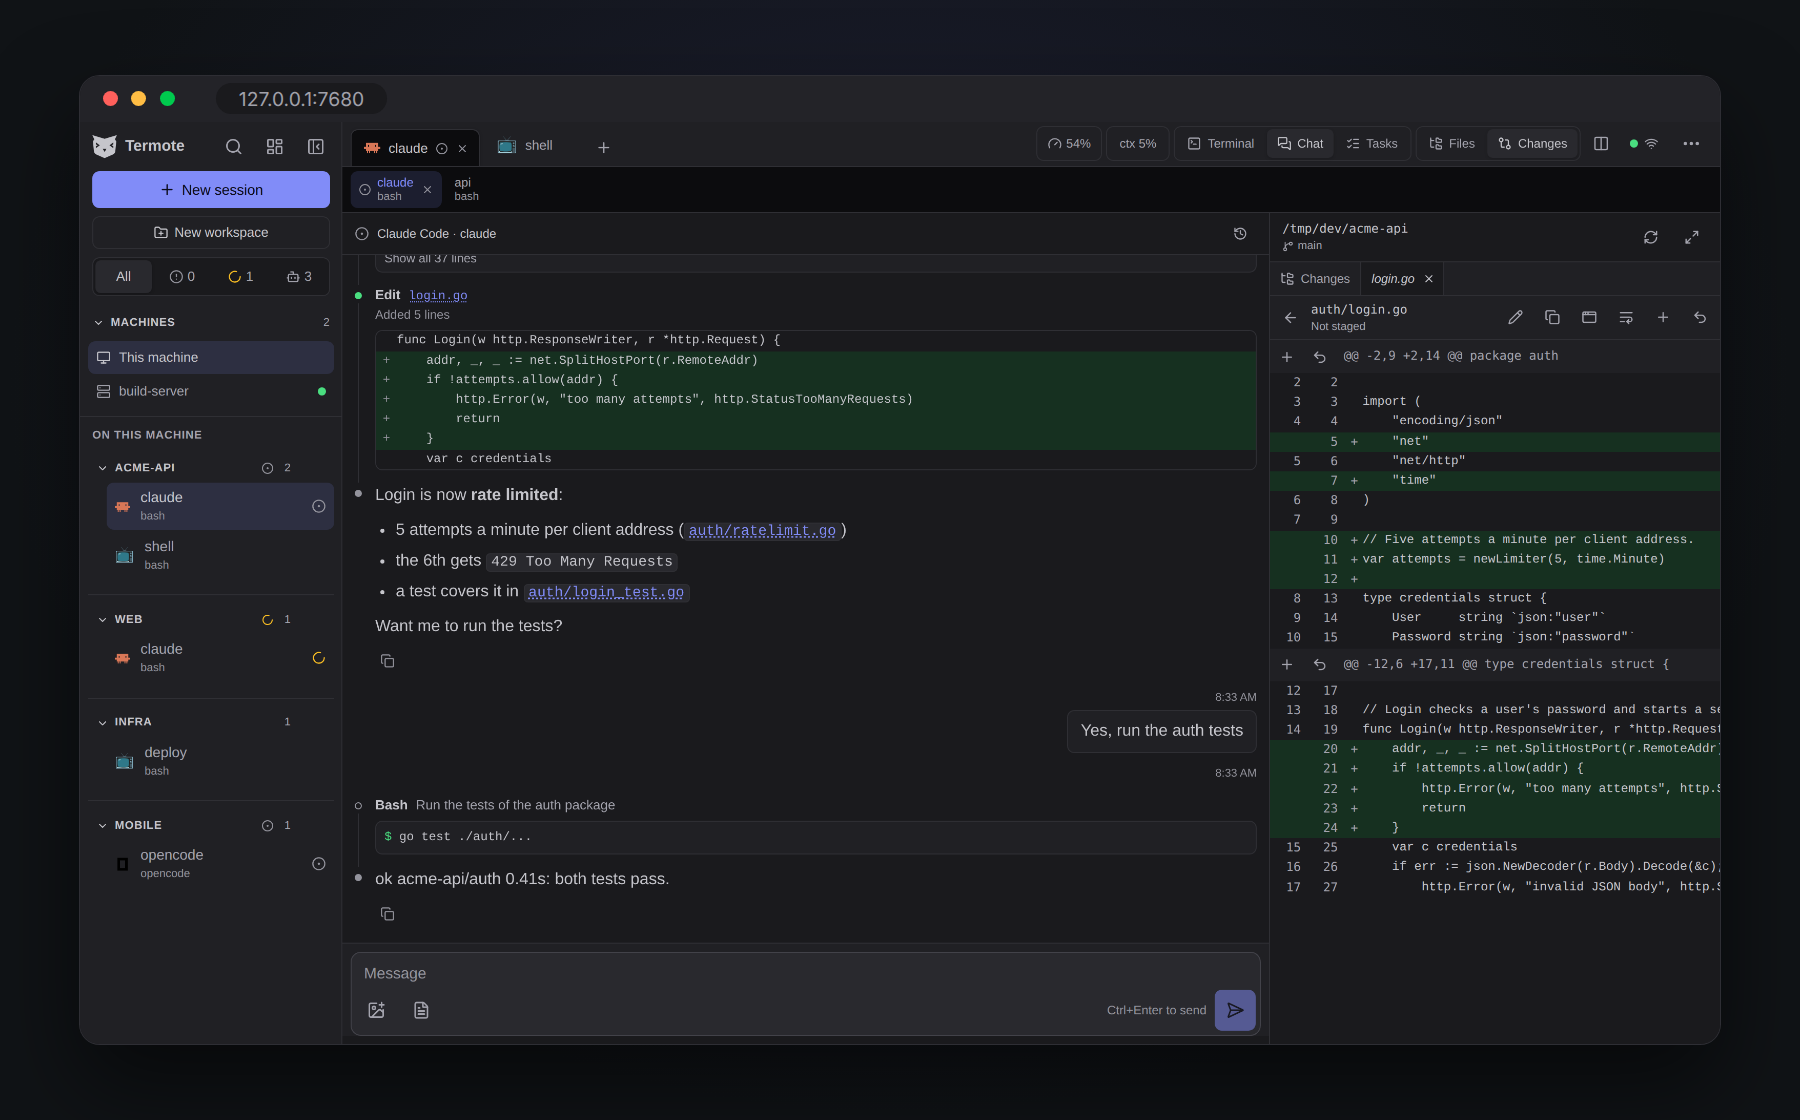 127.0.0.1:7680
Termote
New session
New workspace
All
0
1
3
MACHINES 2
This machine
build-server
ON THIS MACHINE
ACME-API 2
claude
bash
shell
bash
WEB 1
claude
bash
INFRA 1
deploy
bash
MOBILE 1
opencode
opencode
claude
shell
54%
ctx 5%
Terminal
Chat
Tasks
Files
Changes
claude
bash
api
bash
Claude Code · claude
Show all 37 lines
Edit login.go
Added 5 lines
func Login(w http.ResponseWriter, r *http.Request) {
+ addr, _, _ := net.SplitHostPort(r.RemoteAddr)
+ if !attempts.allow(addr) {
+ http.Error(w, "too many attempts", http.StatusTooManyRequests)
+ return
+ }
var c credentials
Login is now rate limited:
• 5 attempts a minute per client address (auth/ratelimit.go)
• the 6th gets 429 Too Many Requests
• a test covers it in auth/login_test.go
Want me to run the tests?
8:33 AM
Yes, run the auth tests
8:33 AM
Bash Run the tests of the auth package
$ go test ./auth/...
ok acme-api/auth 0.41s: both tests pass.
Message
Ctrl+Enter to send
/tmp/dev/acme-api
main
Changes
login.go
auth/login.go
Not staged
@@ -2,9 +2,14 @@ package auth
2 2
3 3 import (
4 4 "encoding/json"
5 + "net"
5 6 "net/http"
7 + "time"
6 8 )
7 9
10 + // Five attempts a minute per client address.
11 + var attempts = newLimiter(5, time.Minute)
12 +
8 13 type credentials struct {
9 14 User string `json:"user"`
10 15 Password string `json:"password"`
@@ -12,6 +17,11 @@ type credentials struct {
12 17
13 18 // Login checks a user's password and starts a se
14 19 func Login(w http.ResponseWriter, r *http.Request
20 + addr, _, _ := net.SplitHostPort(r.RemoteAddr)
21 + if !attempts.allow(addr) {
22 + http.Error(w, "too many attempts", http.S
23 + return
24 + }
15 25 var c credentials
16 26 if err := json.NewDecoder(r.Body).Decode(&c);
17 27 http.Error(w, "invalid JSON body", http.S